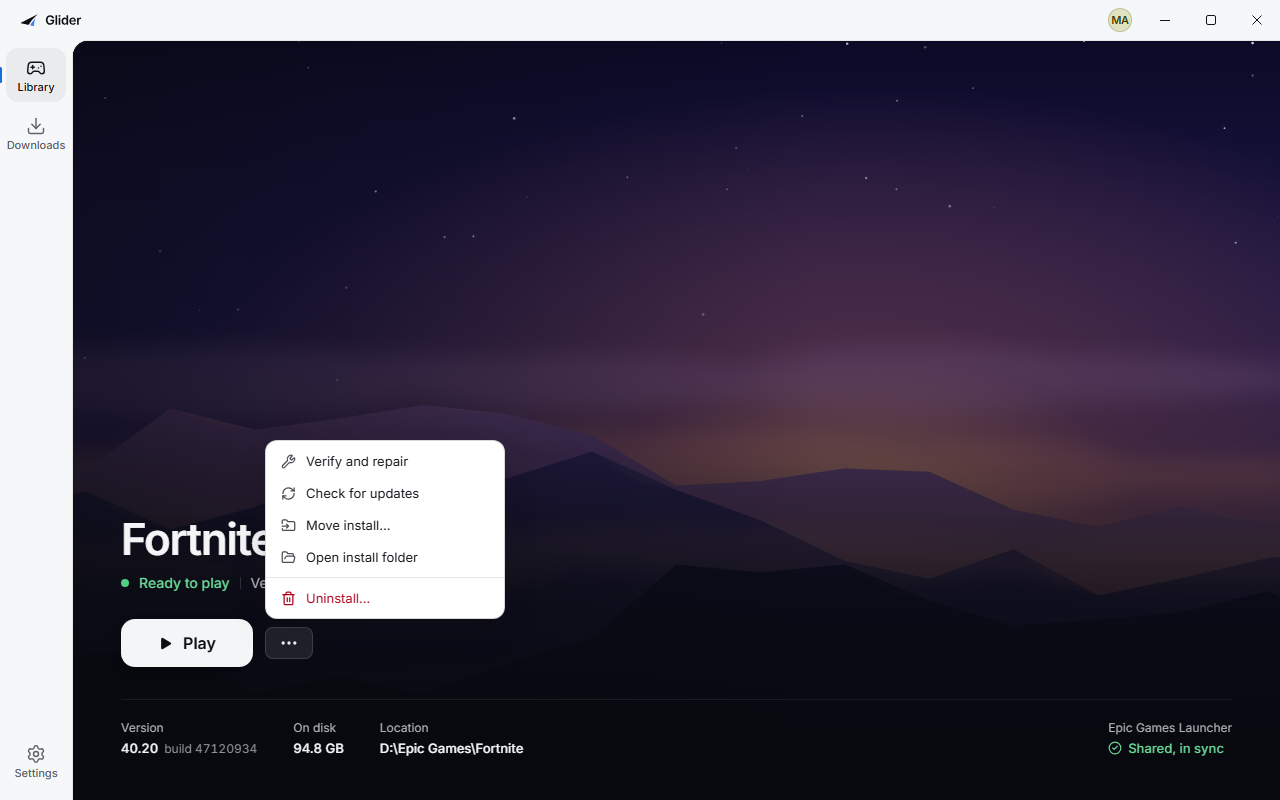 Glider
MA
Library
Downloads
Settings
Fortnite
Ready to play
Verify and repair
Check for updates
Move install...
Open install folder
Uninstall...
Play
Version
40.20 build 47120934
On disk
94.8 GB
Location
D:\Epic Games\Fortnite
Epic Games Launcher
Shared, in sync